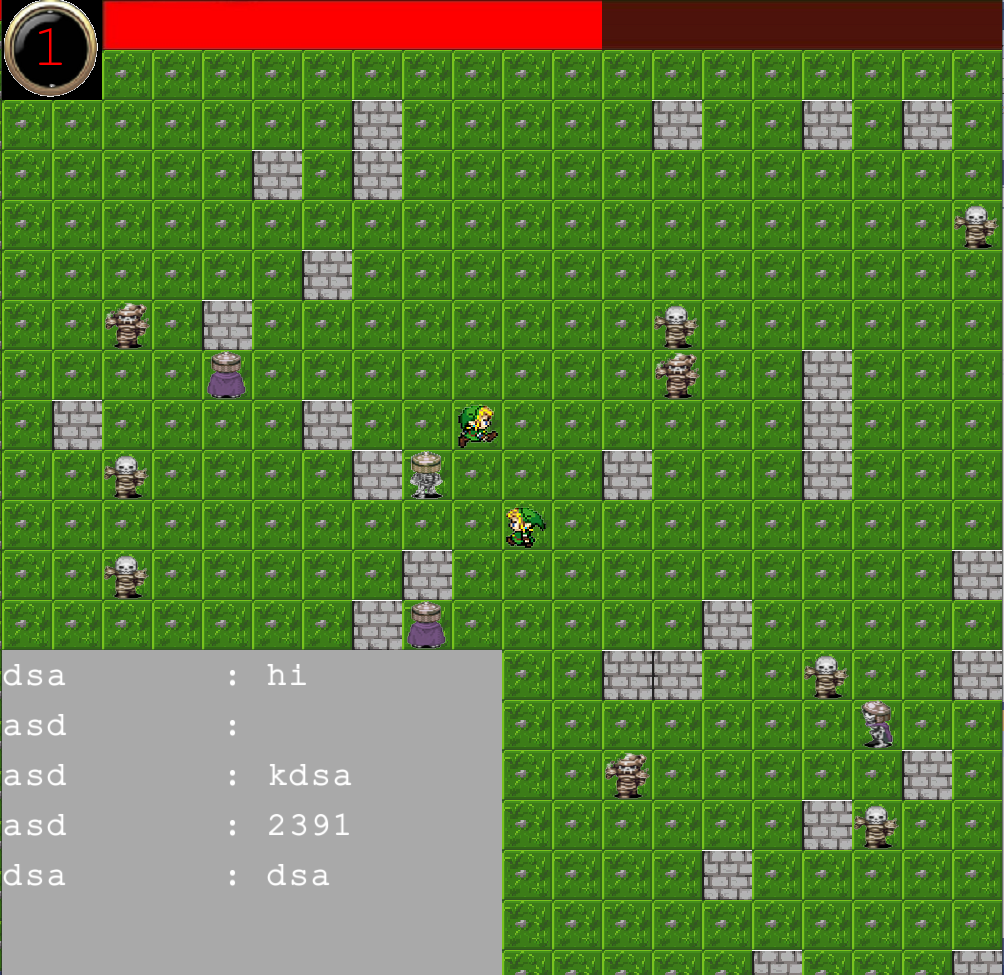 1
dsa : hi
asd :
asd : kdsa
asd : 2391
dsa : dsa